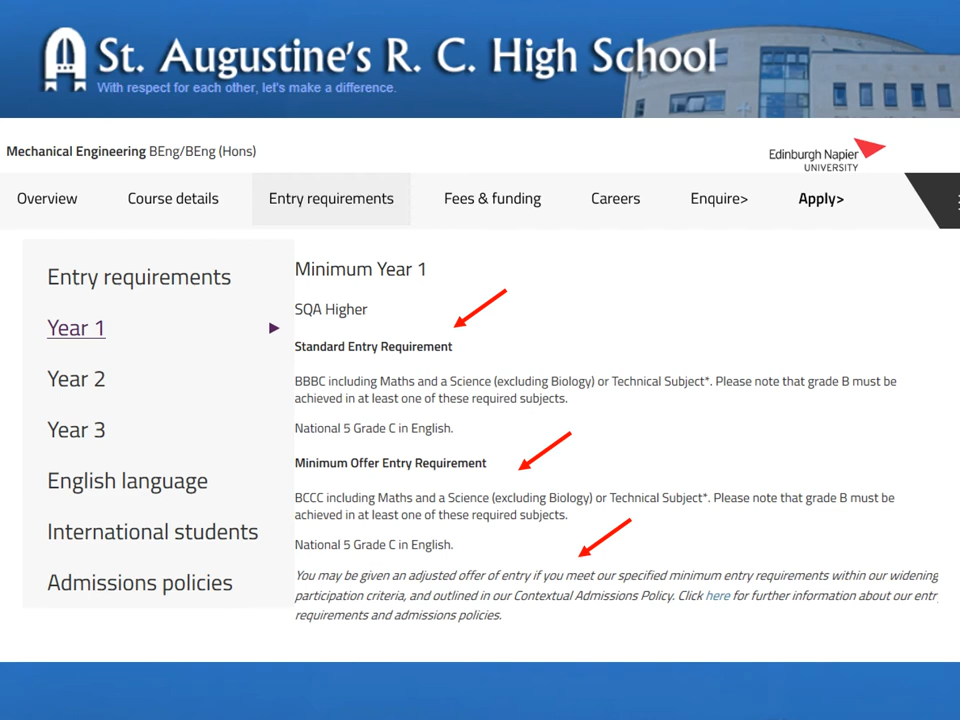 St. Augustine's R. C. High School
With respect for each other, let's make a difference.
Mechanical Engineering BEng/BEng (Hons)
Edinburgh Napier
UNIVERSITY
Overview Course details Entry requirements Fees & funding Careers Enquire> Apply>
Entry requirements
Year 1
Year 2
Year 3
English language
International students
Admissions policies
Minimum Year 1
SQA Higher
Standard Entry Requirement
BBBC including Maths and a Science (excluding Biology) or Technical Subject*. Please note that grade B must be
achieved in at least one of these required subjects.
National 5 Grade C in English.
Minimum Offer Entry Requirement
BCCC including Maths and a Science (excluding Biology) or Technical Subject*. Please note that grade B must be
achieved in at least one of these required subjects.
National 5 Grade C in English.
You may be given an adjusted offer of entry if you meet our specified minimum entry requirements within our widening
participation criteria, and outlined in our Contextual Admissions Policy. Click here for further information about our entr
requirements and admissions policies.